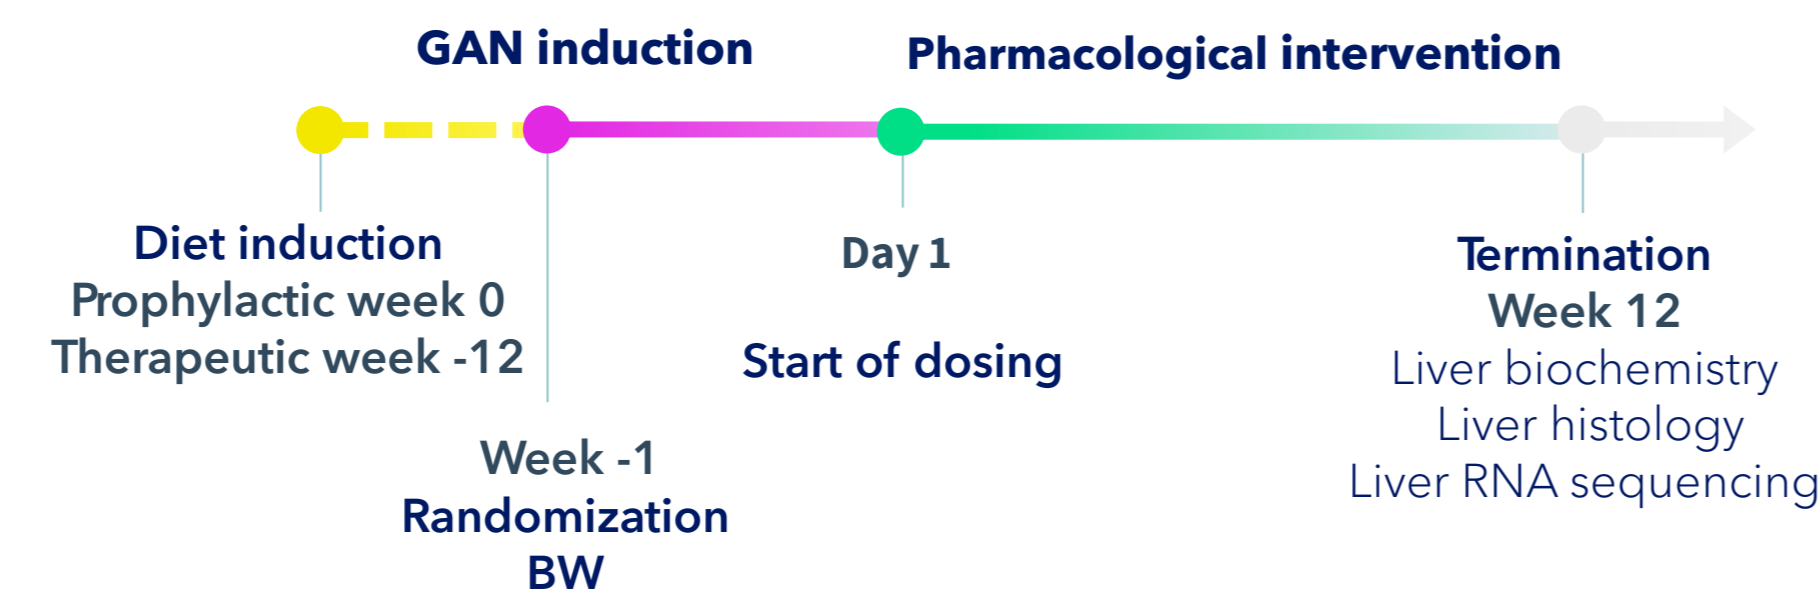 GAN induction
Pharmacological intervention
Diet induction
Prophylactic week 0
Therapeutic week -12
Week -1
Randomization
BW
Day 1
Start of dosing
Termination
Week 12
Liver biochemistry
Liver histology
Liver RNA sequencing